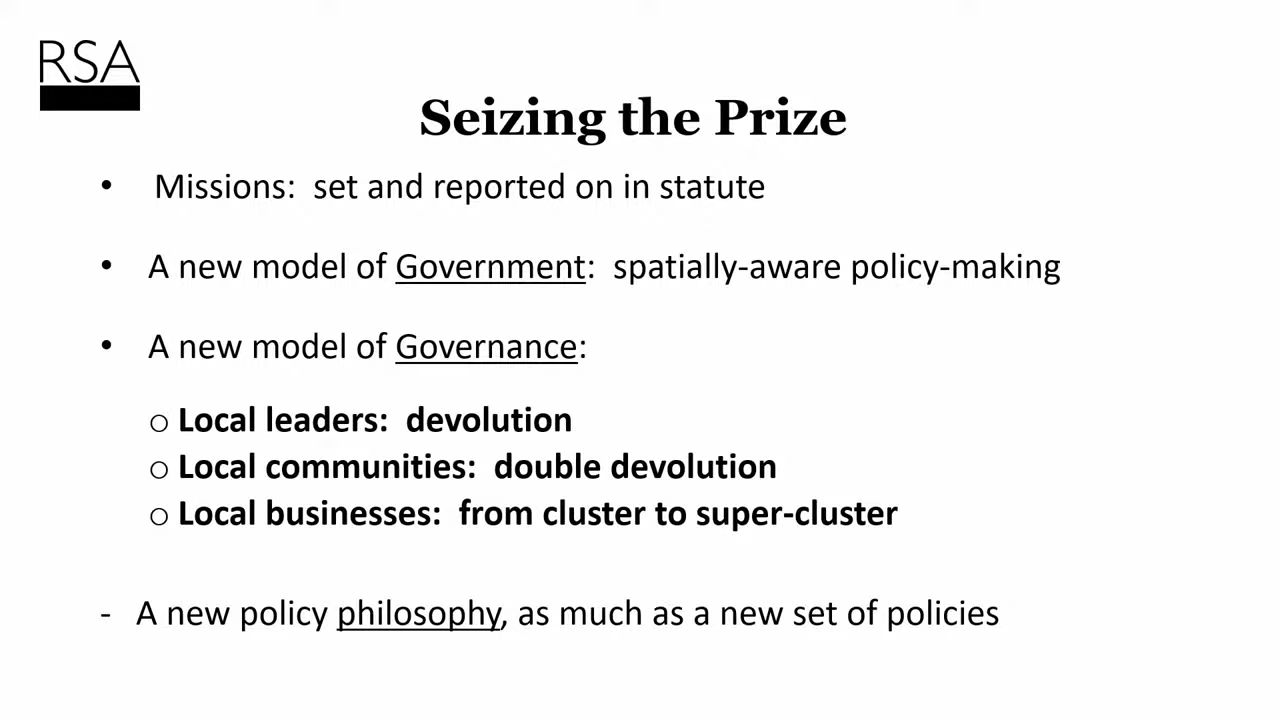 RSA
Seizing the Prize
• Missions: set and reported on in statute
• A new model of Government: spatially-aware policy-making
• A new model of Governance:
o Local leaders: devolution
o Local communities: double devolution
o Local businesses: from cluster to super-cluster
- A new policy philosophy, as much as a new set of policies